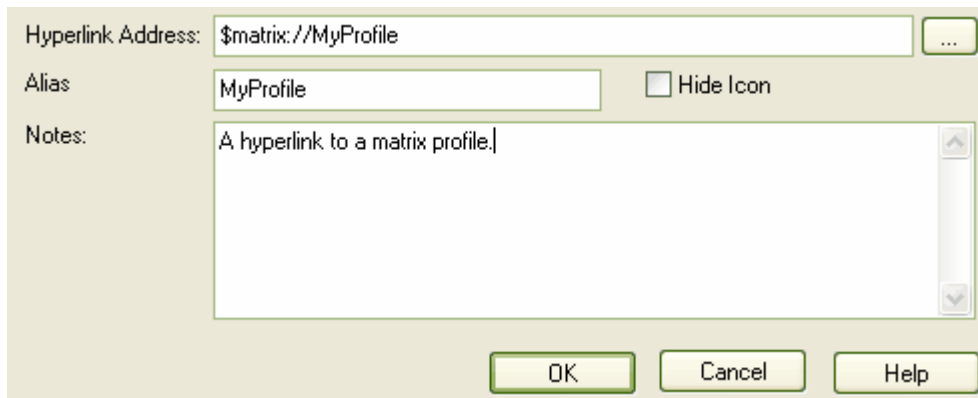 Hyperlink Address: $matrix://MyProfile ...
Alias MyProfile Hide Icon
Notes: A hyperlink to a matrix profile.
OK Cancel Help